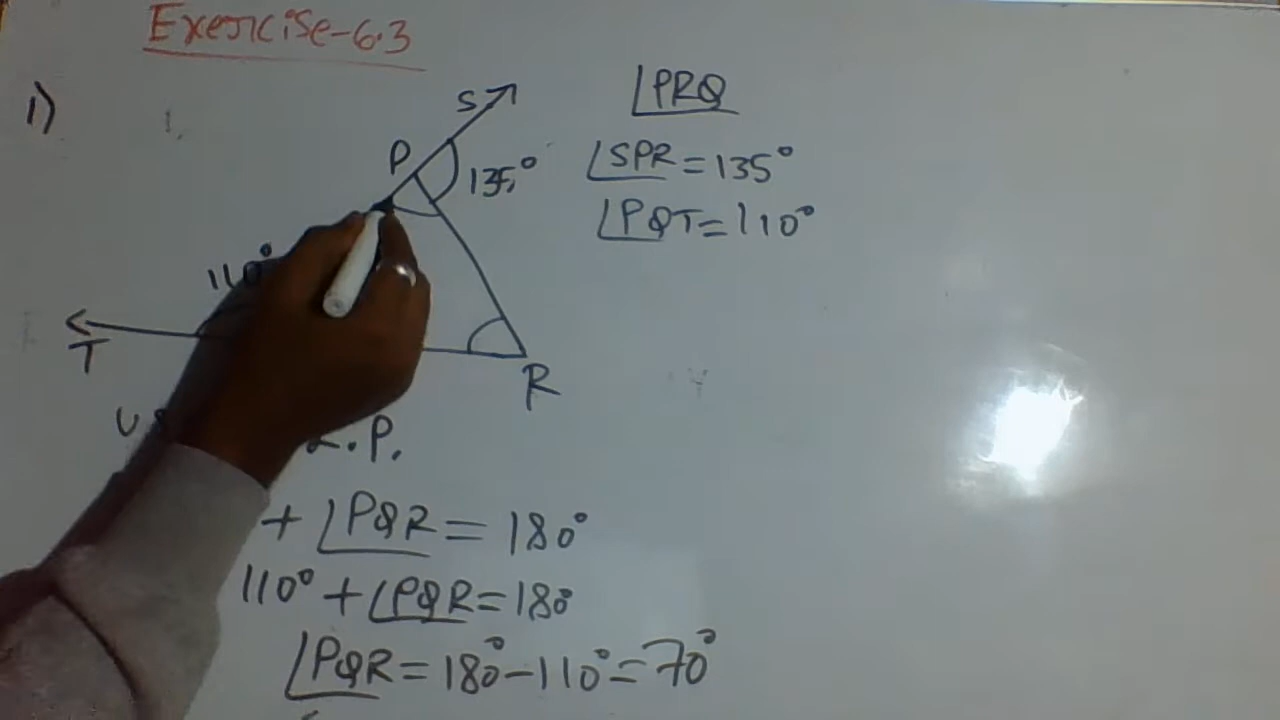 Exercise-6.3
1)
S
P
135°
∠PRQ
∠SPR = 135°
∠PQT = 110°
110°
T
R
L.P.
+ ∠PQR = 180°
110° + ∠PQR = 180
∠PQR = 180° - 110° = 70°